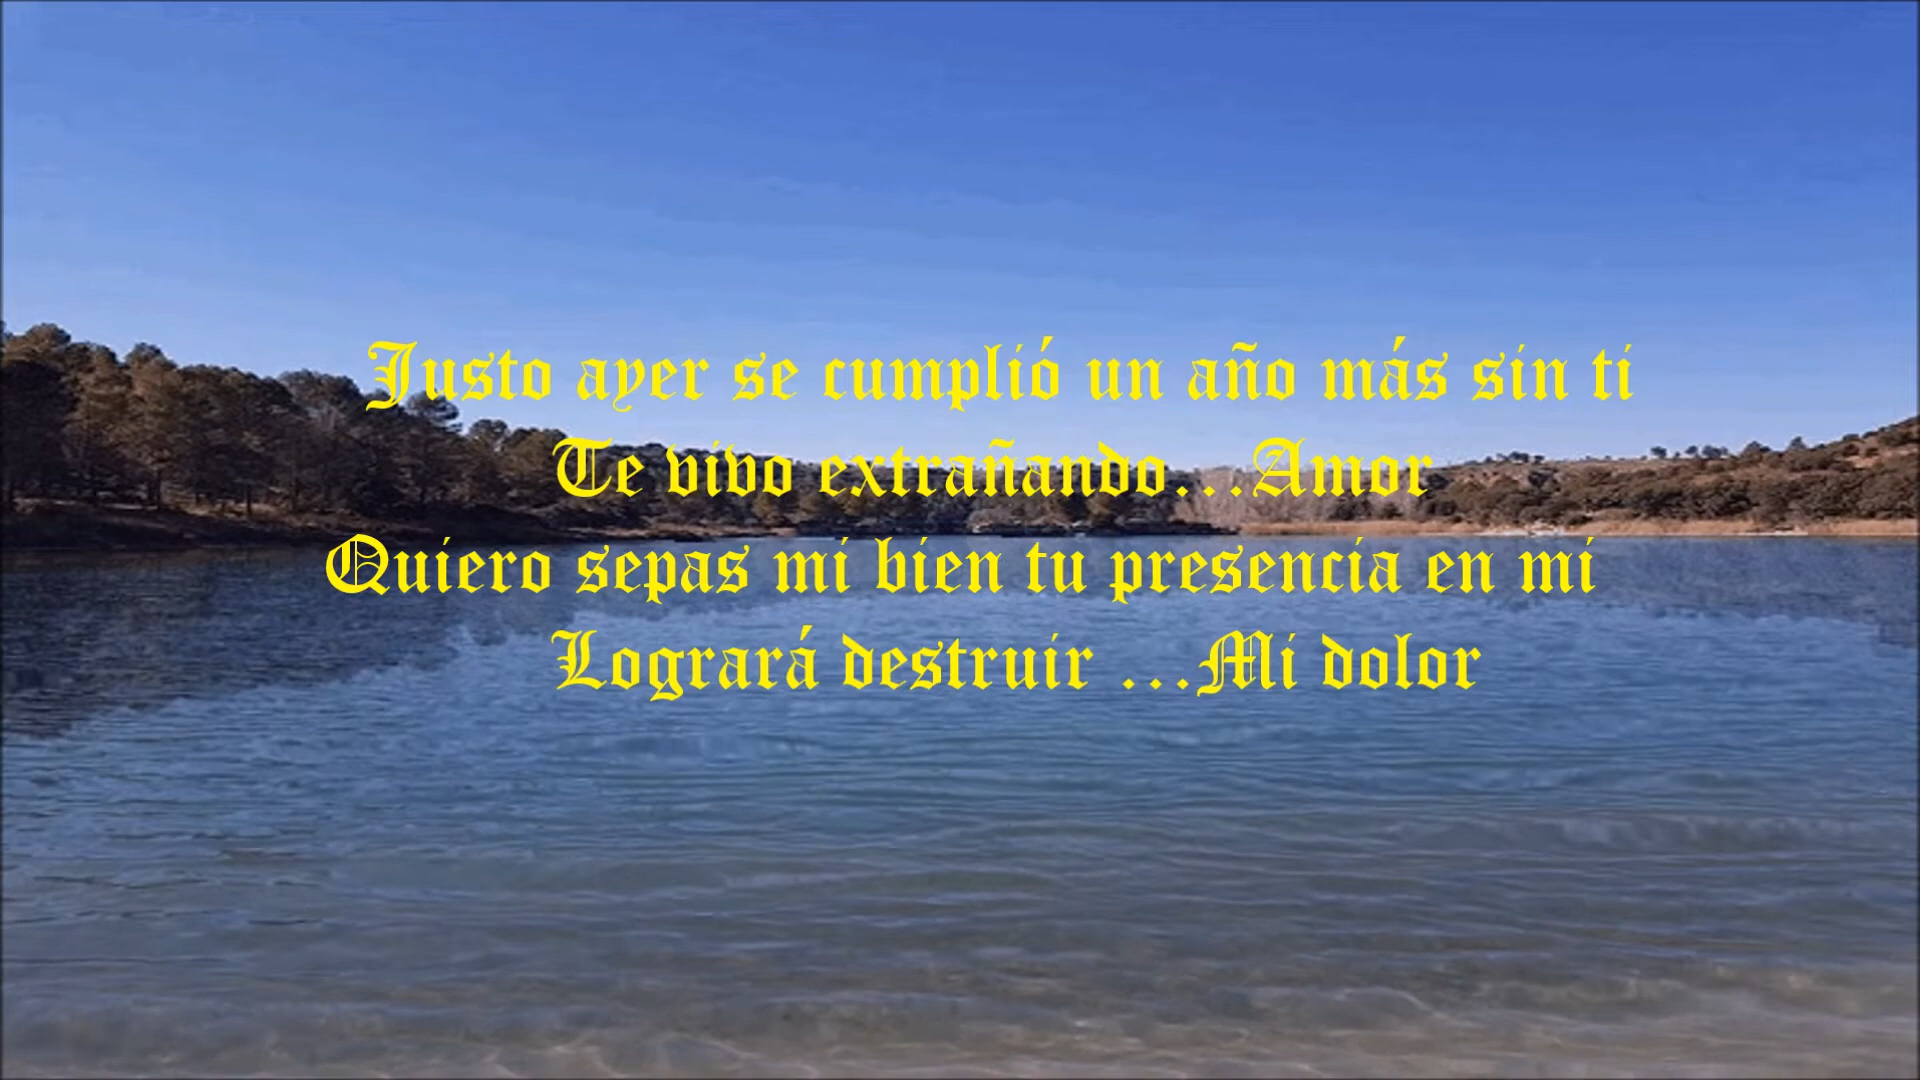 Justo ayer se cumplió un año más sin ti
Te vivo extrañando...Amor
Quiero sepas mi bien tu presencia en mi
Logrará destruir ...Mi dolor